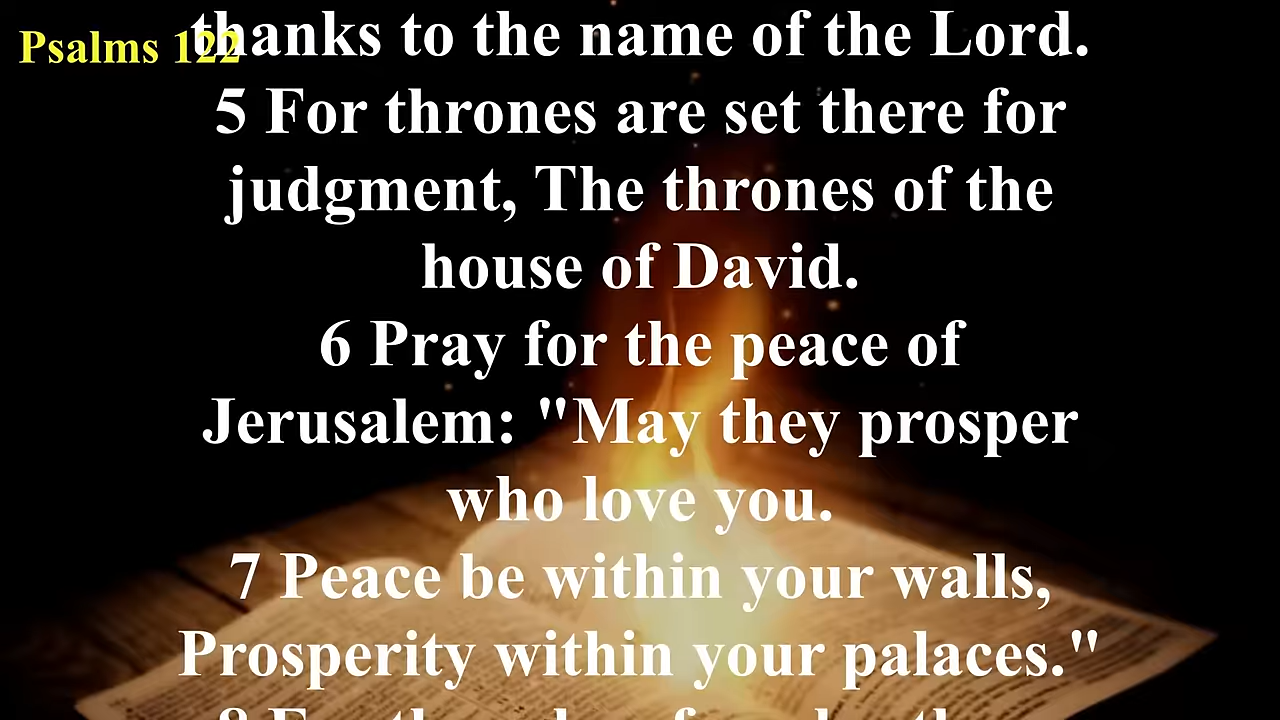 Psalms 122
thanks to the name of the Lord.
5 For thrones are set there for
judgment, The thrones of the
house of David.
6 Pray for the peace of
Jerusalem: "May they prosper
who love you.
7 Peace be within your walls,
Prosperity within your palaces."